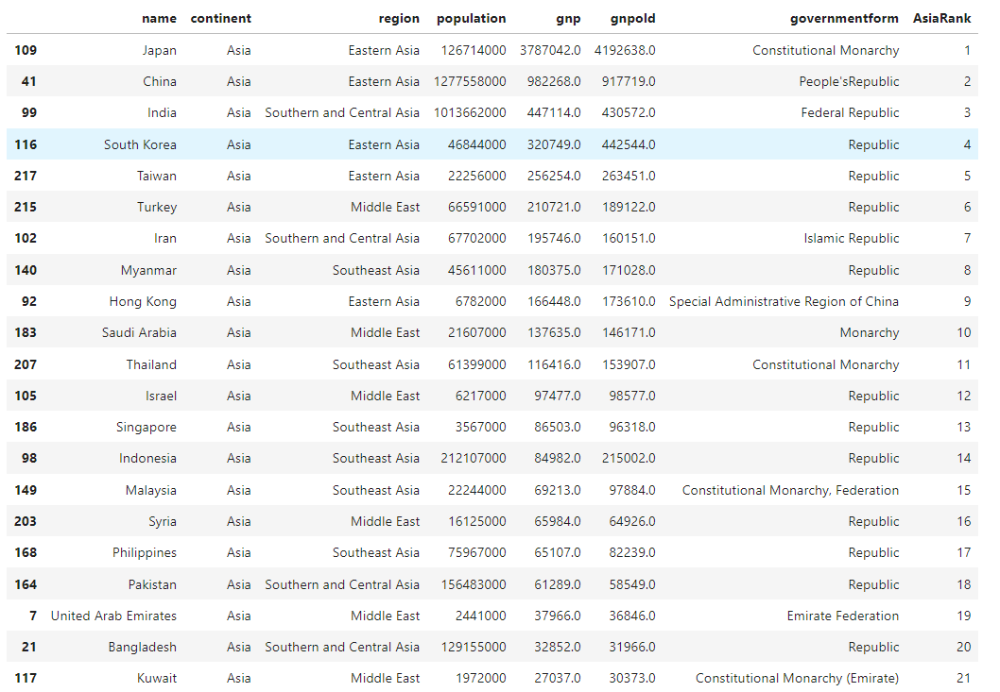 name continent region population gnp gnpold governmentform AsiaRank
109 Japan Asia Eastern Asia 126714000 3787042.0 4192638.0 Constitutional Monarchy 1
41 China Asia Eastern Asia 1277558000 982268.0 917719.0 People'sRepublic 2
99 India Asia Southern and Central Asia 1013662000 447114.0 430572.0 Federal Republic 3
116 South Korea Asia Eastern Asia 46844000 320749.0 442544.0 Republic 4
217 Taiwan Asia Eastern Asia 22256000 256254.0 263451.0 Republic 5
215 Turkey Asia Middle East 66591000 210721.0 189122.0 Republic 6
102 Iran Asia Southern and Central Asia 67702000 195746.0 160151.0 Islamic Republic 7
140 Myanmar Asia Southeast Asia 45611000 180375.0 171028.0 Republic 8
92 Hong Kong Asia Eastern Asia 6782000 166448.0 173610.0 Special Administrative Region of China 9
183 Saudi Arabia Asia Middle East 21607000 137635.0 146171.0 Monarchy 10
207 Thailand Asia Southeast Asia 61399000 116416.0 153907.0 Constitutional Monarchy 11
105 Israel Asia Middle East 6217000 97477.0 98577.0 Republic 12
186 Singapore Asia Southeast Asia 3567000 86503.0 96318.0 Republic 13
98 Indonesia Asia Southeast Asia 212107000 84982.0 215002.0 Republic 14
149 Malaysia Asia Southeast Asia 22244000 69213.0 97884.0 Constitutional Monarchy, Federation 15
203 Syria Asia Middle East 16125000 65984.0 64926.0 Republic 16
168 Philippines Asia Southeast Asia 75967000 65107.0 82239.0 Republic 17
164 Pakistan Asia Southern and Central Asia 156483000 61289.0 58549.0 Republic 18
7 United Arab Emirates Asia Middle East 2441000 37966.0 36846.0 Emirate Federation 19
21 Bangladesh Asia Southern and Central Asia 129155000 32852.0 31966.0 Republic 20
117 Kuwait Asia Middle East 1972000 27037.0 30373.0 Constitutional Monarchy (Emirate) 21